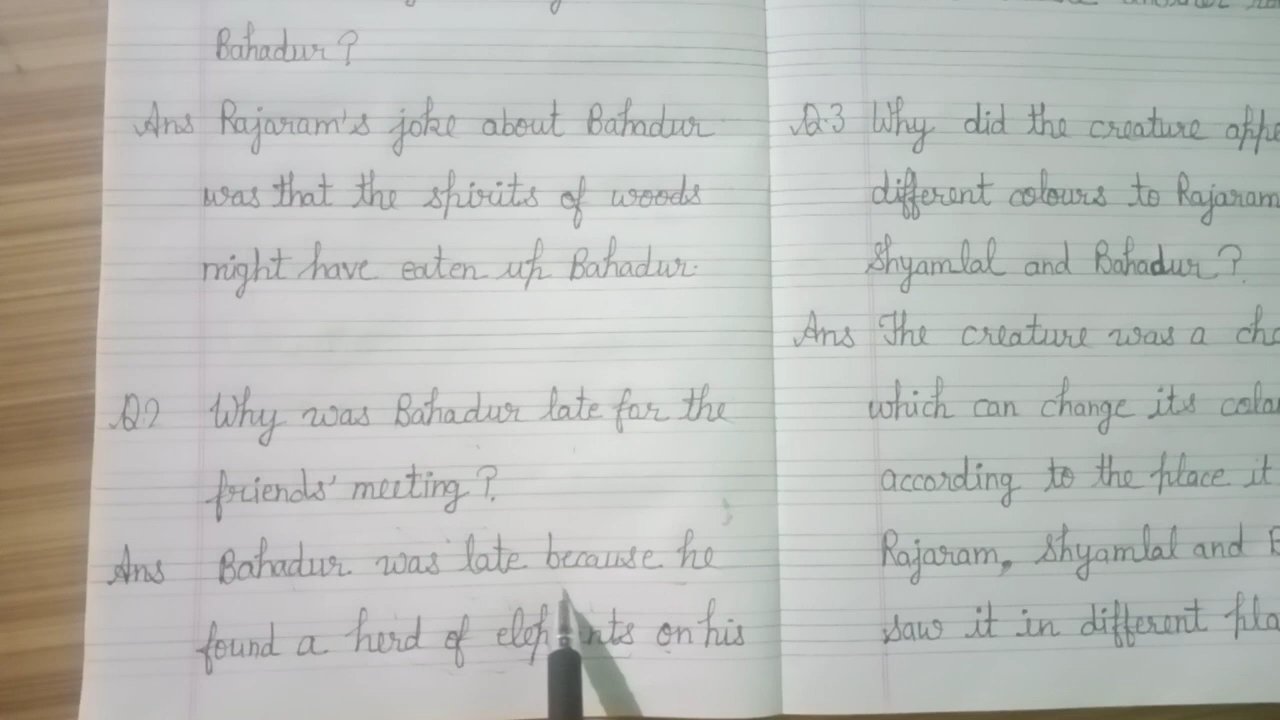 Bahadur?
Ans Rajaram's joke about Bahadur
was that the spirits of woods
might have eaten up Bahadur.
Q.2 Why was Bahadur late for the
friends' meeting?
Ans Bahadur was late because he
found a herd of on his
Q.3 Why did the creature
different colours to Rajaram
Shyamlal and Bahadur?
Ans The creature was a
which can change its
according to the place it
Rajaram, Shyamlal and
saw it in different